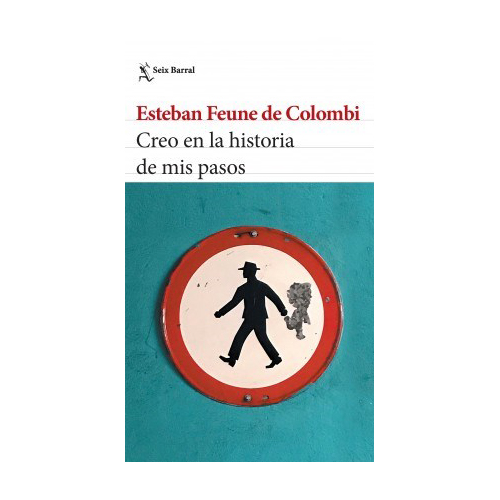 Seix Barral
Esteban Feune de Colombi
Creo en la historia
de mis pasos